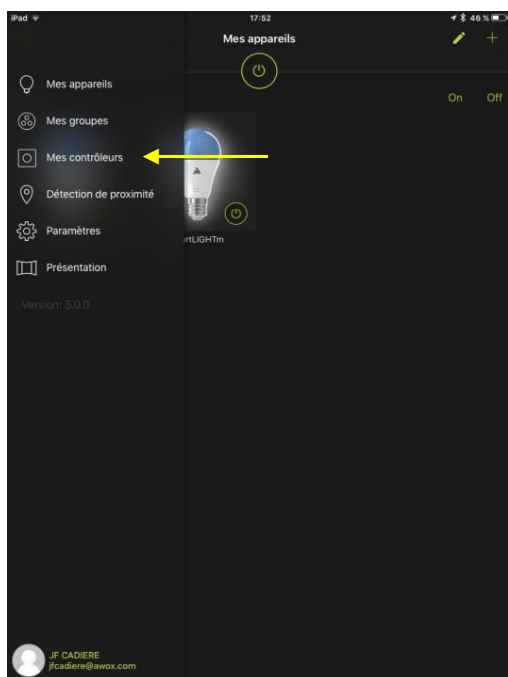 iPad 17:52 46 %
Mes appareils
Mes appareils
On Off
Mes groupes
Mes contrôleurs
Détection de proximité
Paramètres
rtLIGHTm
Présentation
Version: 5.0.0
JF CADIERE
jfcadiere@awox.com